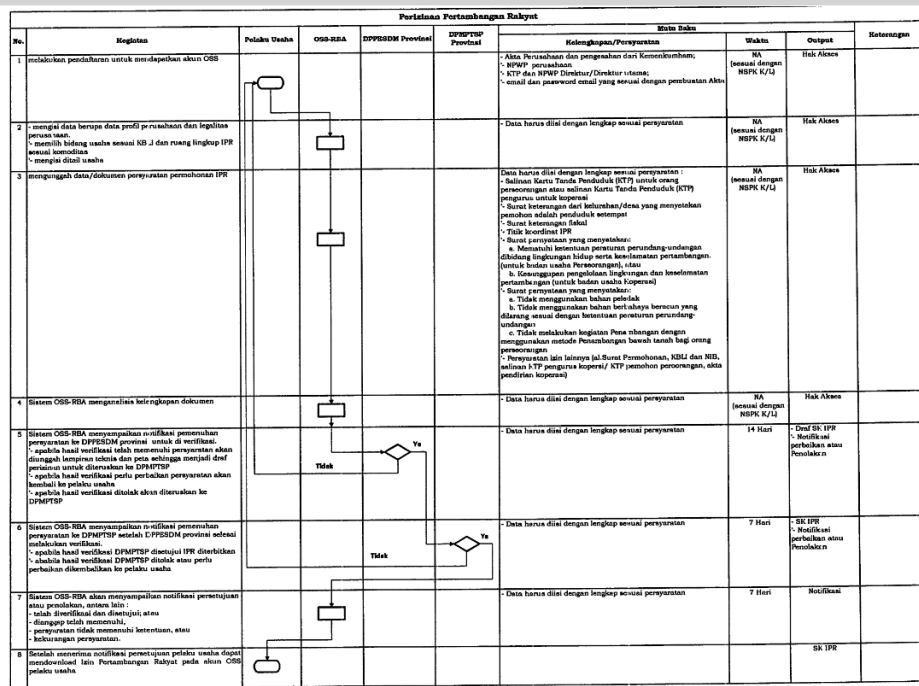 Perizinan Pertambangan Rakyat
No.
Kegiatan
Pelaku Usaha
OSS-RBA
DPPESDM Provinsi
DPMPTSP
Provinsi
Mutu Baku
Kelengkapan/Persyaratan
Waktu
Output
Keterangan
1
melakukan pendaftaran untuk mendapatkan akun OSS
- Akta Perusahaan dan pengesahan dari Kemenkumham;
'- NPWP perusahaan
'- KTP dan NPWP Direktur/Direktur utama;
'- email dan password email yang sesuai dengan pembuatan Akta
NA
(sesuai dengan
NSPK K/L)
Hak Akses
2
- mengisi data berupa data profil perusahaan dan legalitas
perusahaan.
'- memilih bidang usaha sesuai KBLI dan ruang lingkup IPR
sesuai komoditas
'- mengisi ditail usaha
- Data harus diisi dengan lengkap sesuai persyaratan
NA
(sesuai dengan
NSPK K/L)
Hak Akses
3
mengunggah data/dokumen persyaratan permohonan IPR
Data harus diisi dengan lengkap sesuai persyaratan :
- Salinan Kartu Tanda Penduduk (KTP) untuk orang
perseorangan atau salinan Kartu Tanda Penduduk (KTP)
pengurus untuk koperasi
'- Surat keterangan dari kelurahan/desa yang menyatakan
pemohon adalah penduduk setempat
'- Surat keterangan fiskal
'- Titik koordinat IPR
'- Surat pernyataan yang menyatakan:
a. Mematuhi ketentuan peraturan perundang-undangan
dibidang lingkungan hidup serta keselamatan pertambangan.
(untuk badan usaha Perseorangan), atau
b. Kesanggupan pengelolaan lingkungan dan keselamatan
pertambangan (untuk badan usaha Koperasi)
'- Surat pernyataan yang menyatakan:
a. Tidak menggunakan bahan peledak
b. Tidak menggunakan bahan berbahaya beracun yang
dilarang sesuai dengan ketentuan peraturan perundang-
undangan
c. Tidak melakukan kegiatan Penambangan dengan
menggunakan metode Penambangan bawah tanah bagi orang
perseorangan
'- Persyaratan izin lainnya (al.Surat Permohonan, KBLI dan NIB,
salinan KTP pengurus kopersi/ KTP pemohon peroorangan, akta
pendirian koperasi)
NA
(sesuai dengan
NSPK K/L)
Hak Akses
4
Sistem OSS-RBA menganalisis kelengkapan dokumen
- Data harus diisi dengan lengkap sesuai persyaratan
NA
(sesuai dengan
NSPK K/L)
Hak Akses
5
Sistem OSS-RBA menyampaikan notifikasi pemenuhan
persyaratan ke DPPESDM provinsi untuk di verifikasi.
'- apabila hasil verifikasi telah memenuhi persyaratan akan
diunggah lampiran teknis dan peta sehingga menjadi draf
perizinan untuk diteruskan ke DPMPTSP
'- apabila hasil verifikasi perlu perbaikan persyaratan akan
kembali ke pelaku usaha
'- apabila hasil verifikasi ditolak akan diteruskan ke
DPMPTSP
Ya
Tidak
- Data harus diisi dengan lengkap sesuai persyaratan
14 Hari
- Draf SK IPR
'- Notifikasi
perbaikan atau
Penolakan
6
Sistem OSS-RBA menyampaikan notifikasi pemenuhan
persyaratan ke DPMPTSP setelah DPPESDM provinsi selesai
melakukan verifikasi.
'- apabila hasil verifikasi DPMPTSP disetujui IPR diterbitkan
'- ababila hasil verifikasi DPMPTSP ditolak atau perlu
perbaikan dikembalikan ke pelaku usaha
Ya
Tidak
- Data harus diisi dengan lengkap sesuai persyaratan
7 Hari
- SK IPR
'- Notifikasi
perbaikan atau
Penolakan
7
Sistem OSS-RBA akan menyampaikan notifikasi persetujuan
atau penolakan, antara lain :
- telah diverifikasi dan disetujui; atau
- dianggap telah memenuhi,
- persyaratan tidak memenuhi ketentuan, atau
- kekurangan persyaratan.
- Data harus diisi dengan lengkap sesuai persyaratan
7 Hari
Notifikasi
8
Setelah menerima notifikasi persetujuan pelaku usaha dapat
mendownload Izin Pertambangan Rakyat pada akun OSS
pelaku usaha
SK IPR